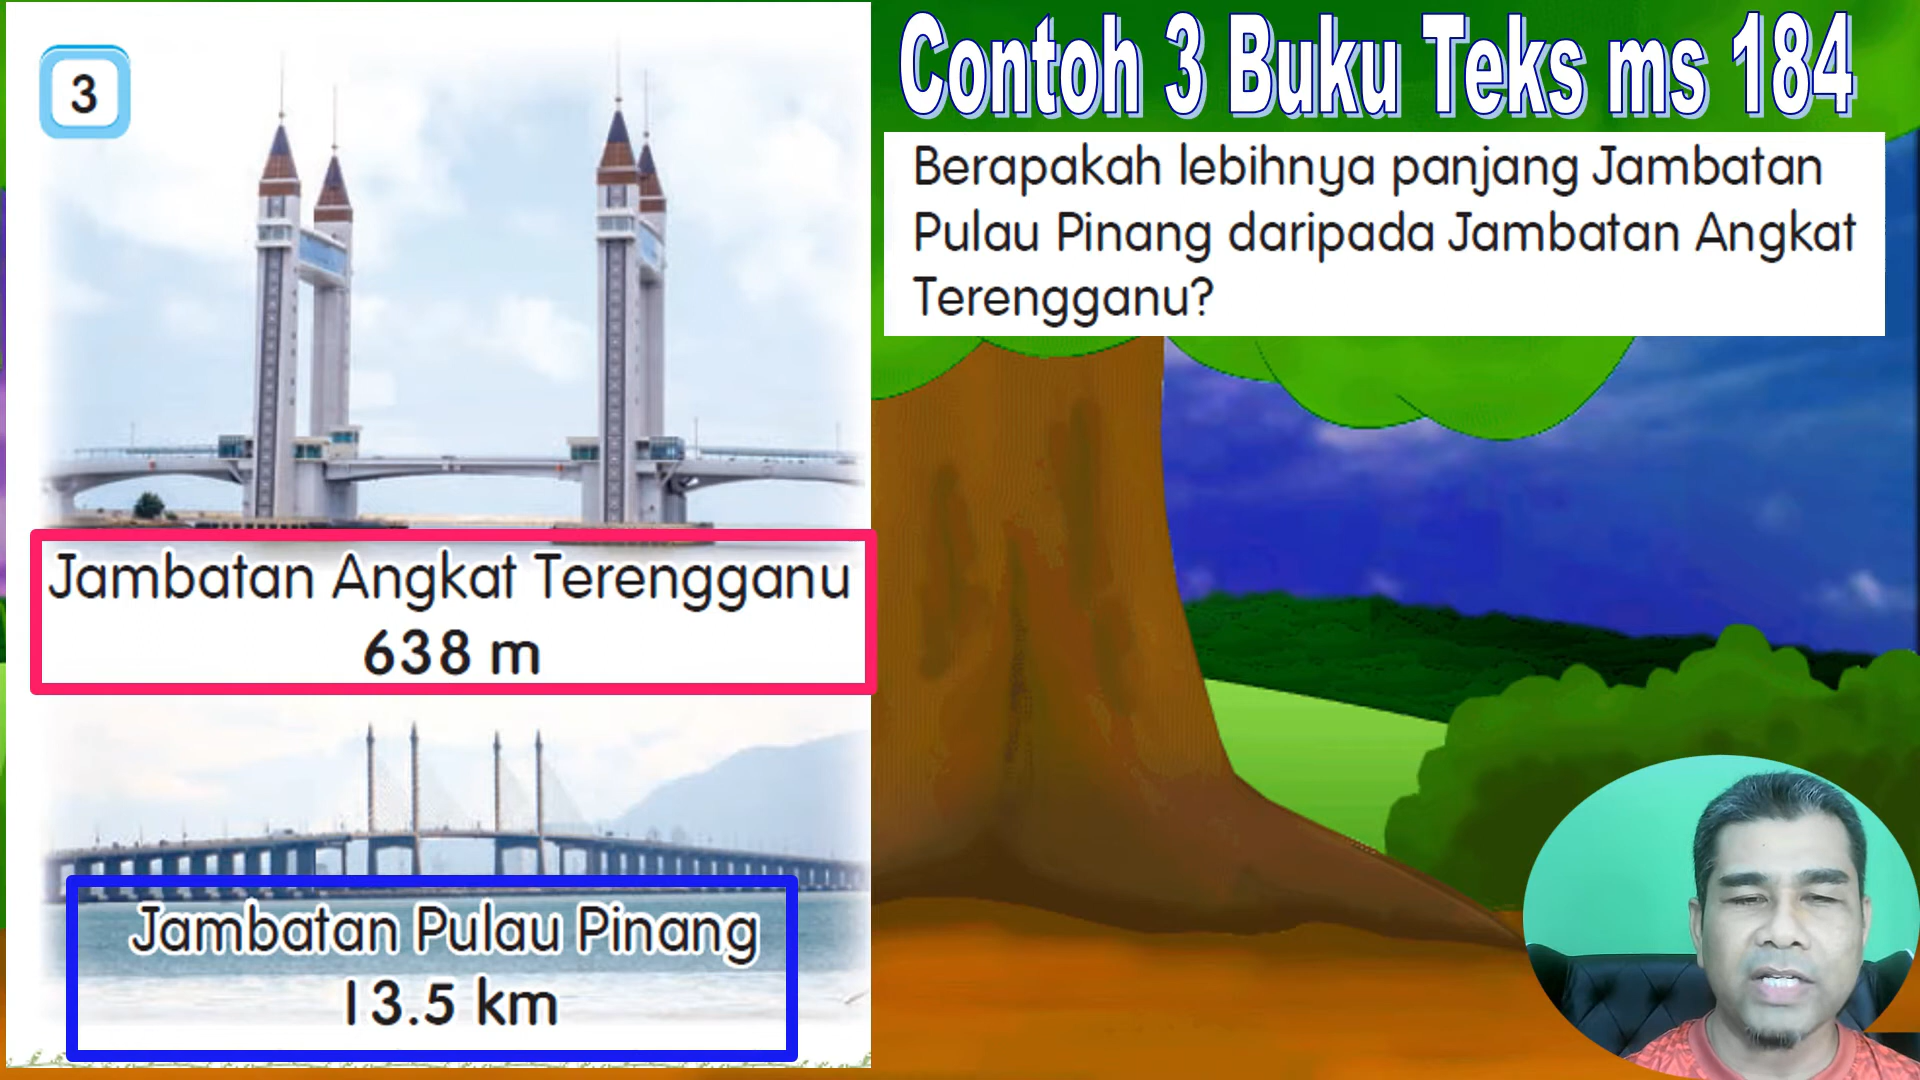 Contoh 3 Buku Teks ms 184
3
Berapakah lebihnya panjang Jambatan
Pulau Pinang daripada Jambatan Angkat
Terengganu?
Jambatan Angkat Terengganu
638 m
Jambatan Pulau Pinang
13.5 km